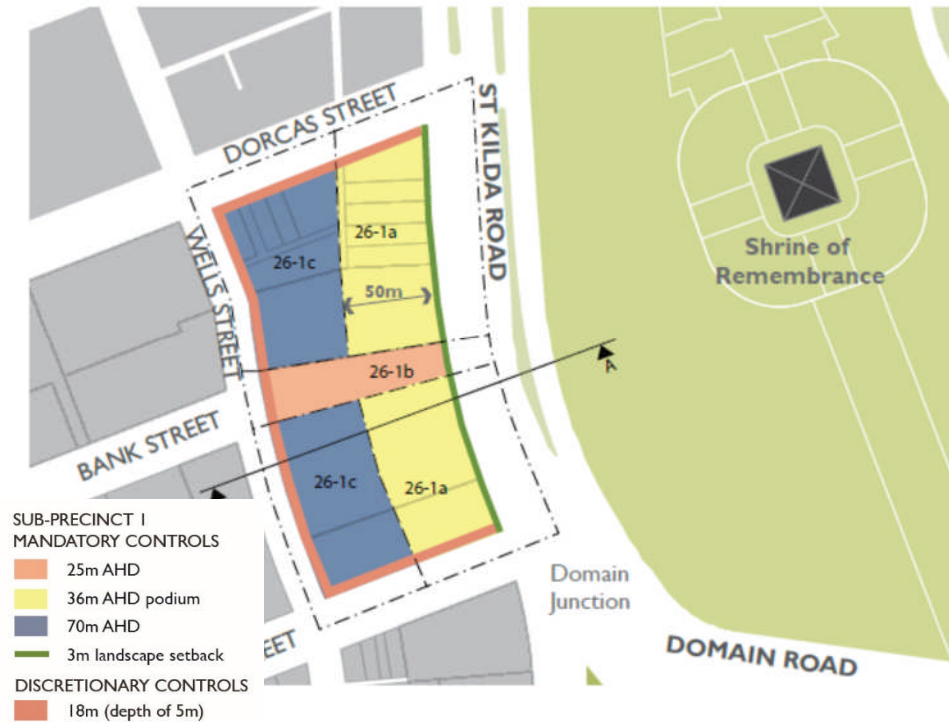 DORCAS STREET
ST KILDA ROAD
WELLS STREET
BANK STREET
26-1a
26-1c
50m
26-1b
26-1c
26-1a
A
Shrine of
Remembrance
Domain
Junction
DOMAIN ROAD
SUB-PRECINCT 1
MANDATORY CONTROLS
25m AHD
36m AHD podium
70m AHD
3m landscape setback
DISCRETIONARY CONTROLS
18m (depth of 5m)